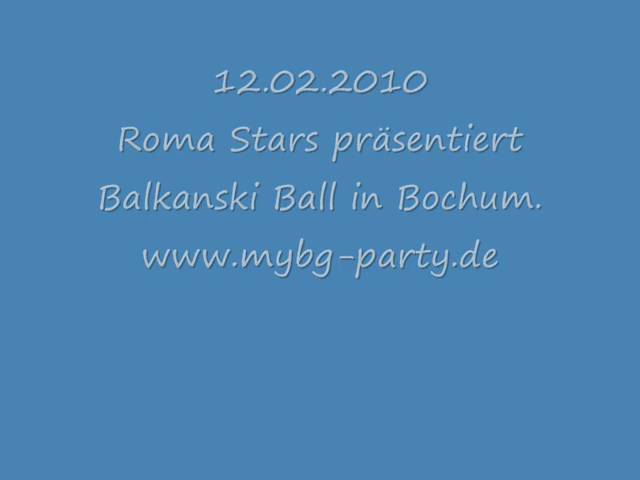 12.02.2010
Roma Stars präsentiert
Balkanski Ball in Bochum.
www.mybg-party.de